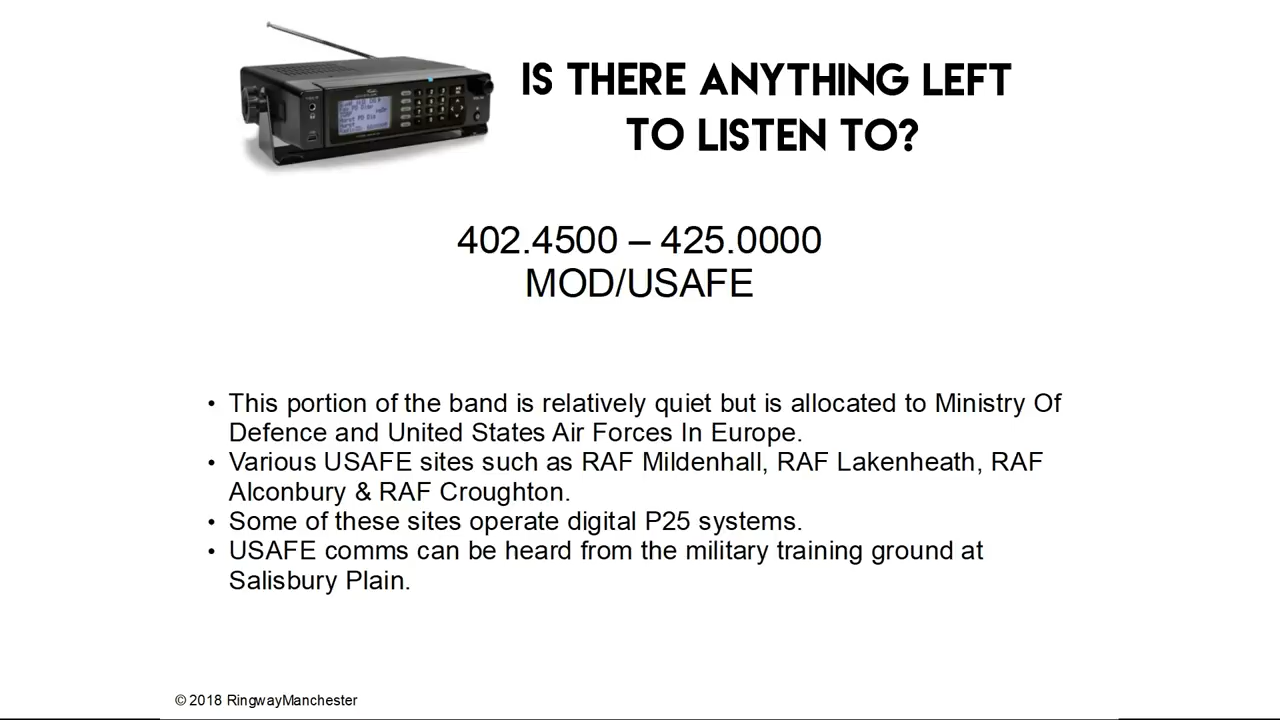 IS THERE ANYTHING LEFT
TO LISTEN TO?
402.4500 – 425.0000
MOD/USAFE
• This portion of the band is relatively quiet but is allocated to Ministry Of
Defence and United States Air Forces In Europe.
• Various USAFE sites such as RAF Mildenhall, RAF Lakenheath, RAF
Alconbury & RAF Croughton.
• Some of these sites operate digital P25 systems.
• USAFE comms can be heard from the military training ground at
Salisbury Plain.
© 2018 RingwayManchester